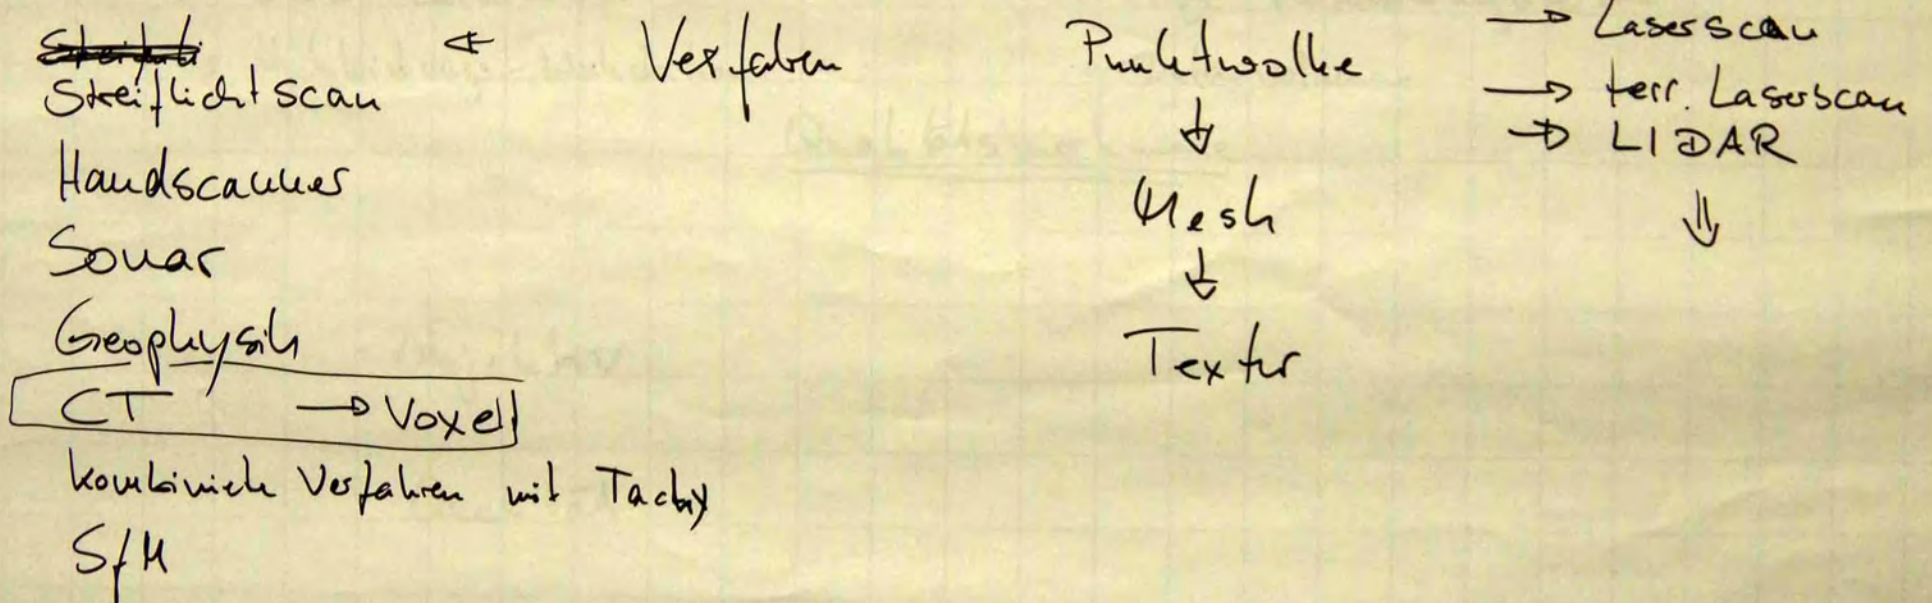 Streiflichtscan
Handscanner
Sonar
Geophysik
CT → Voxel
kombinierte Verfahren mit Tachy
SfM
← Verfahren
Punktwolke
↓
Mesh
↓
Textur
→ Laserscan
→ terr. Laserscan
→ LIDAR
⇓